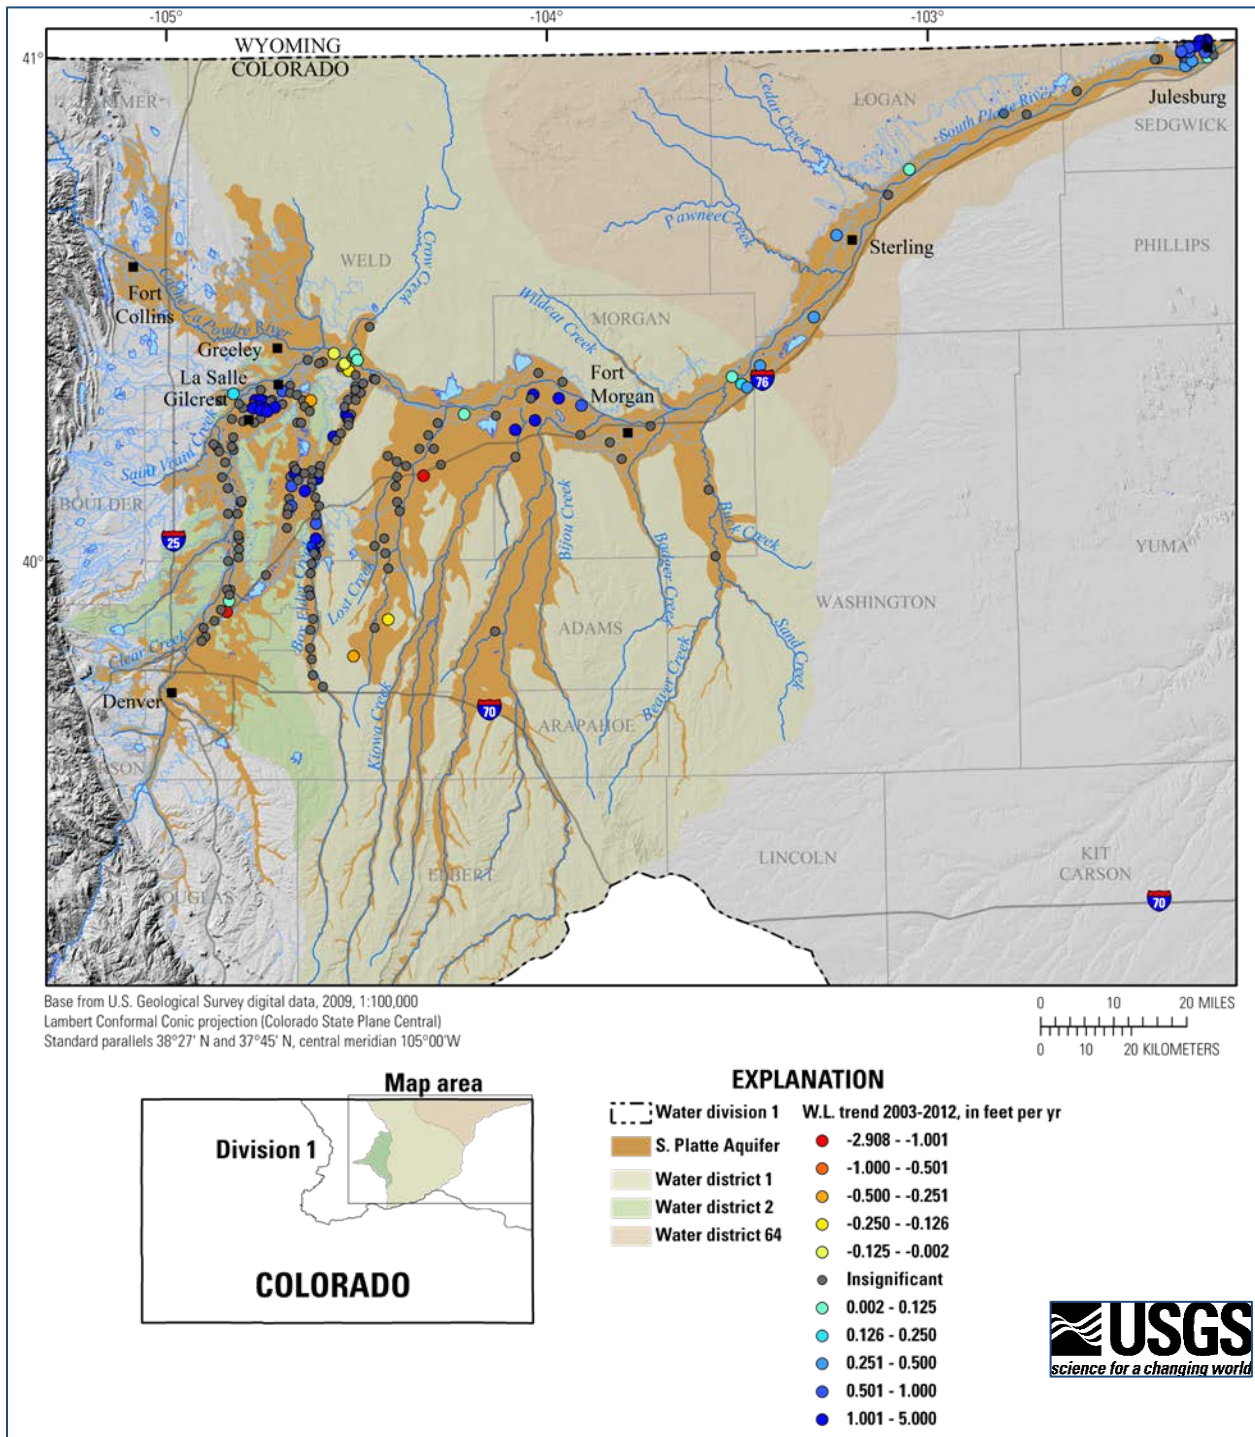 -105°
-104°
-103°
41°
WYOMING
COLORADO
LARIMER
Cedar Creek
LOGAN
South Platte River
Julesburg
SEDGWICK
Pawnee Creek
Sterling
PHILLIPS
Crow Creek
WELD
Fort
Collins
Cache La Poudre River
Wildcat Creek
MORGAN
Greeley
La Salle
Gilcrest
Fort
Morgan
76
Saint Vrain Creek
BOULDER
25
Bijou Creek
Badger Creek
YUMA
40°
Box Elder Creek
Lost Creek
WASHINGTON
ADAMS
Sand Creek
Beaver Creek
Clear Creek
Denver
Kiowa Creek
70
ARAPAHOE
LINCOLN
KIT
CARSON
ELBERT
70
Base from U.S. Geological Survey digital data, 2009, 1:100,000
Lambert Conformal Conic projection (Colorado State Plane Central)
Standard parallels 38°27' N and 37°45' N, central meridian 105°00'W
0 10 20 MILES
0 10 20 KILOMETERS
Map area
Division 1
COLORADO
EXPLANATION
Water division 1
S. Platte Aquifer
Water district 1
Water district 2
Water district 64
W.L. trend 2003-2012, in feet per yr
-2.908 - -1.001
-1.000 - -0.501
-0.500 - -0.251
-0.250 - -0.126
-0.125 - -0.002
Insignificant
0.002 - 0.125
0.126 - 0.250
0.251 - 0.500
0.501 - 1.000
1.001 - 5.000
USGS
science for a changing world